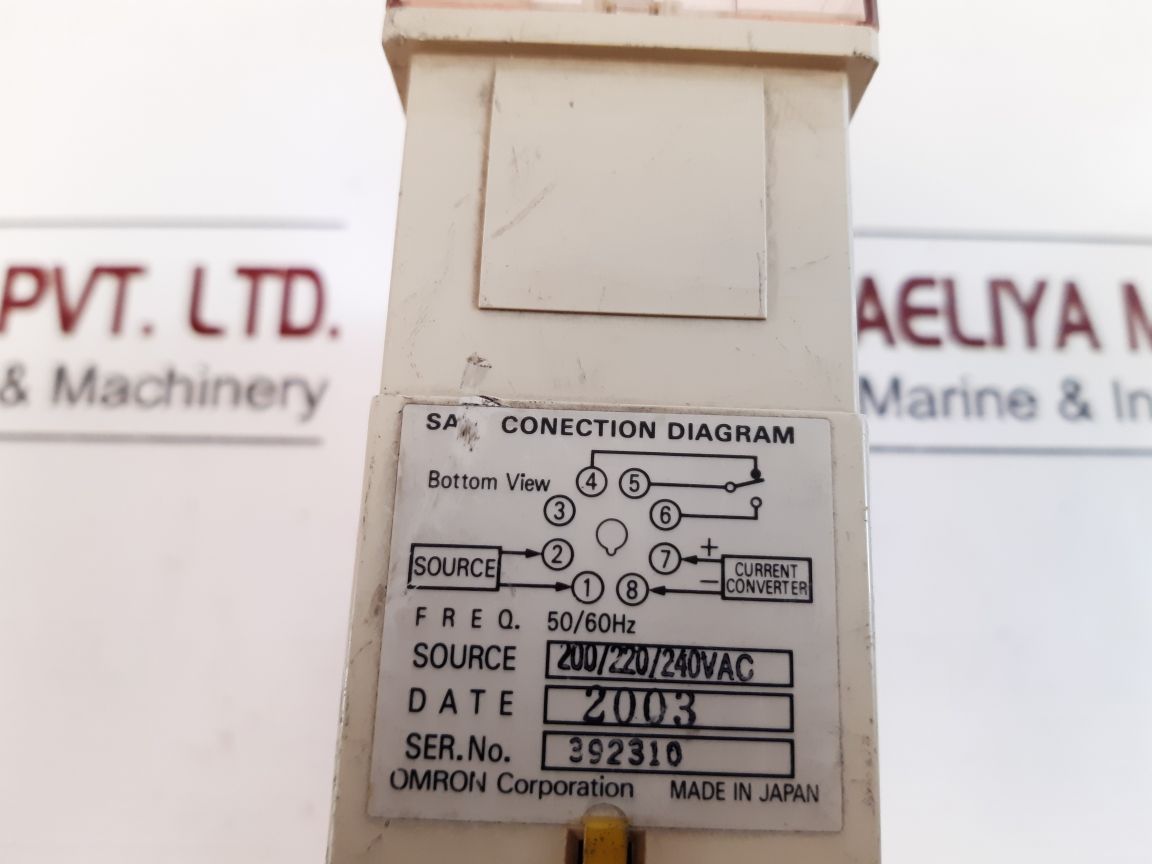 PVT. LTD.
& Machinery
AELIYA M
Marine & In
CONECTION DIAGRAM
Bottom View
4 5
3 6
2 7 +
SOURCE
1 8 −
CURRENT
CONVERTER
FREQ. 50/60Hz
SOURCE 200/220/240VAC
DATE 2003
SER.No. 392310
OMRON Corporation MADE IN JAPAN